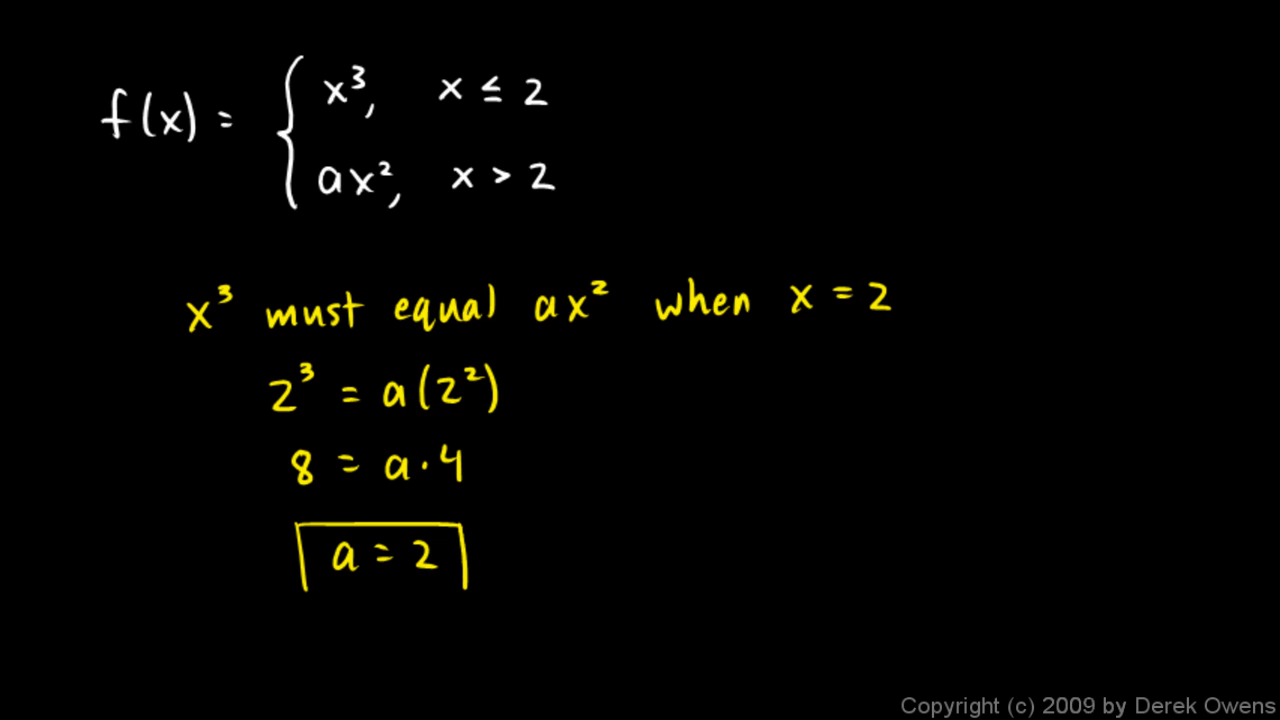 f(x) = { x³, x ≤ 2
ax², x > 2
x³ must equal ax² when x = 2
2³ = a(2²)
8 = a·4
a = 2
Copyright (c) 2009 by Derek Owens